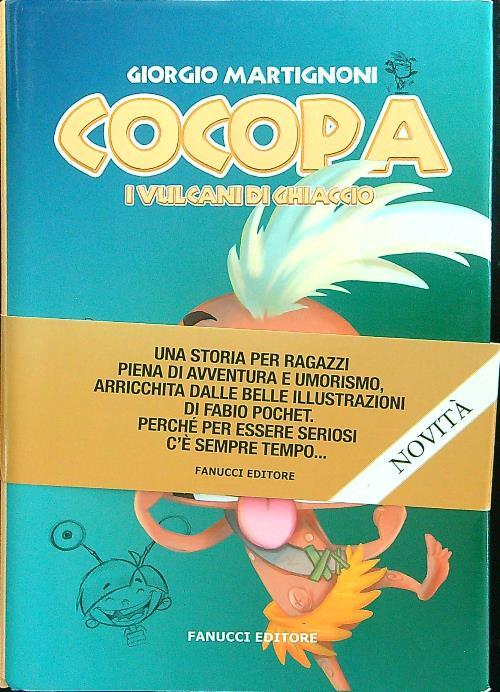 GIORGIO MARTIGNONI
COCOPA
I VULCANI DI GHIACCIO
UNA STORIA PER RAGAZZI
PIENA DI AVVENTURA E UMORISMO,
ARRICCHITA DALLE BELLE ILLUSTRAZIONI
DI FABIO POCHET.
PERCHÉ PER ESSERE SERIOSI
C'È SEMPRE TEMPO...
FANUCCI EDITORE
NOVITÀ
FANUCCI EDITORE